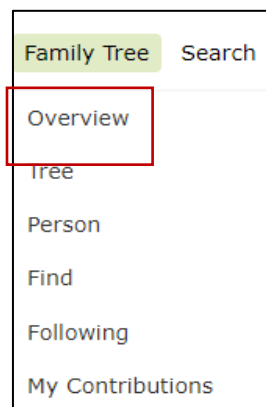 Family Tree Search
Overview
Tree
Person
Find
Following
My Contributions